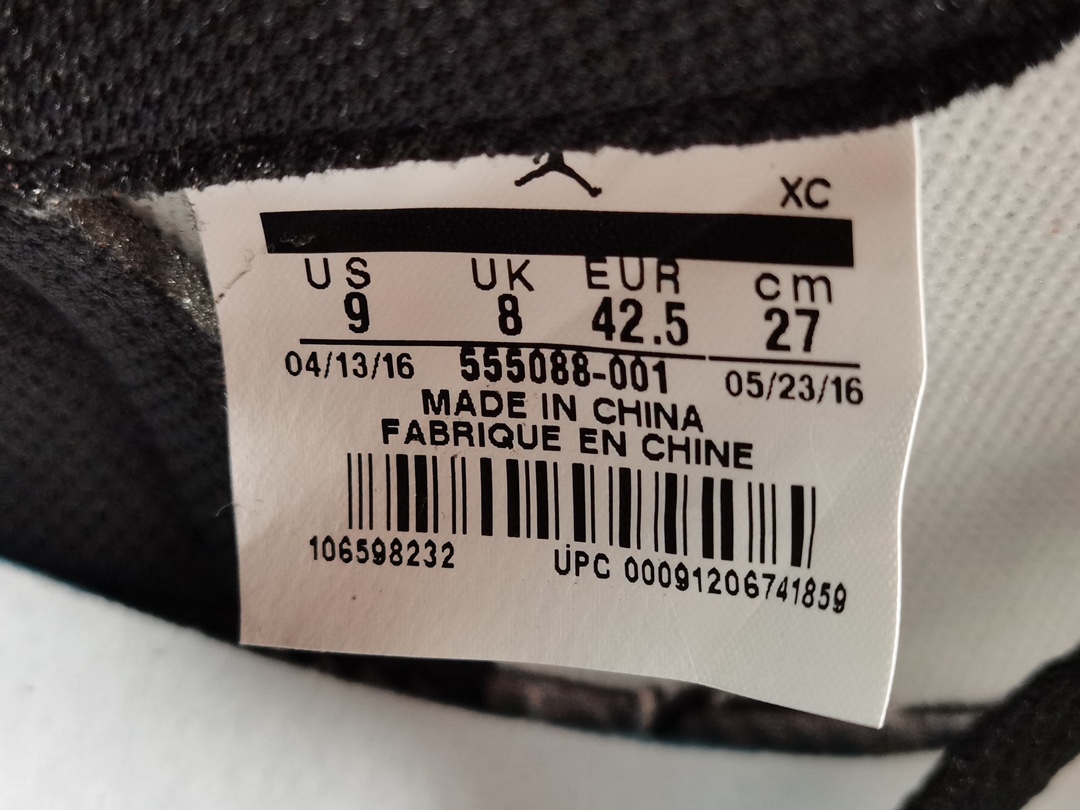 XC
US UK EUR cm
9 8 42.5 27
04/13/16 555088-001 05/23/16
MADE IN CHINA
FABRIQUE EN CHINE
106598232 UPC 00091206741859